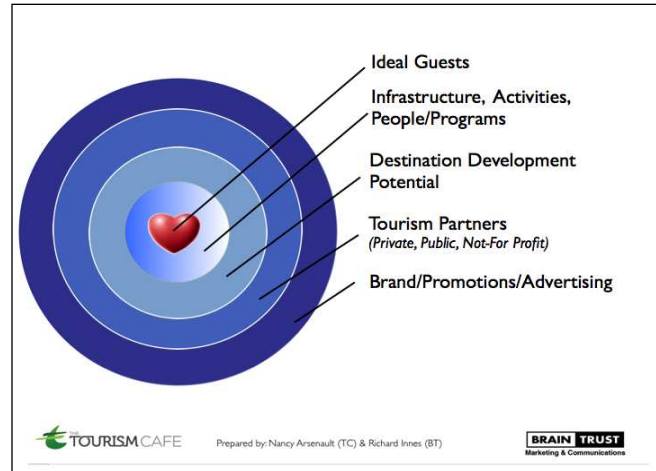 Ideal Guests
Infrastructure, Activities,
People/Programs
Destination Development
Potential
Tourism Partners
(Private, Public, Not-For Profit)
Brand/Promotions/Advertising
THE
TOURISM CAFE
Prepared by: Nancy Arsenault (TC) & Richard Innes (BT)
BRAIN TRUST
Marketing & Communications